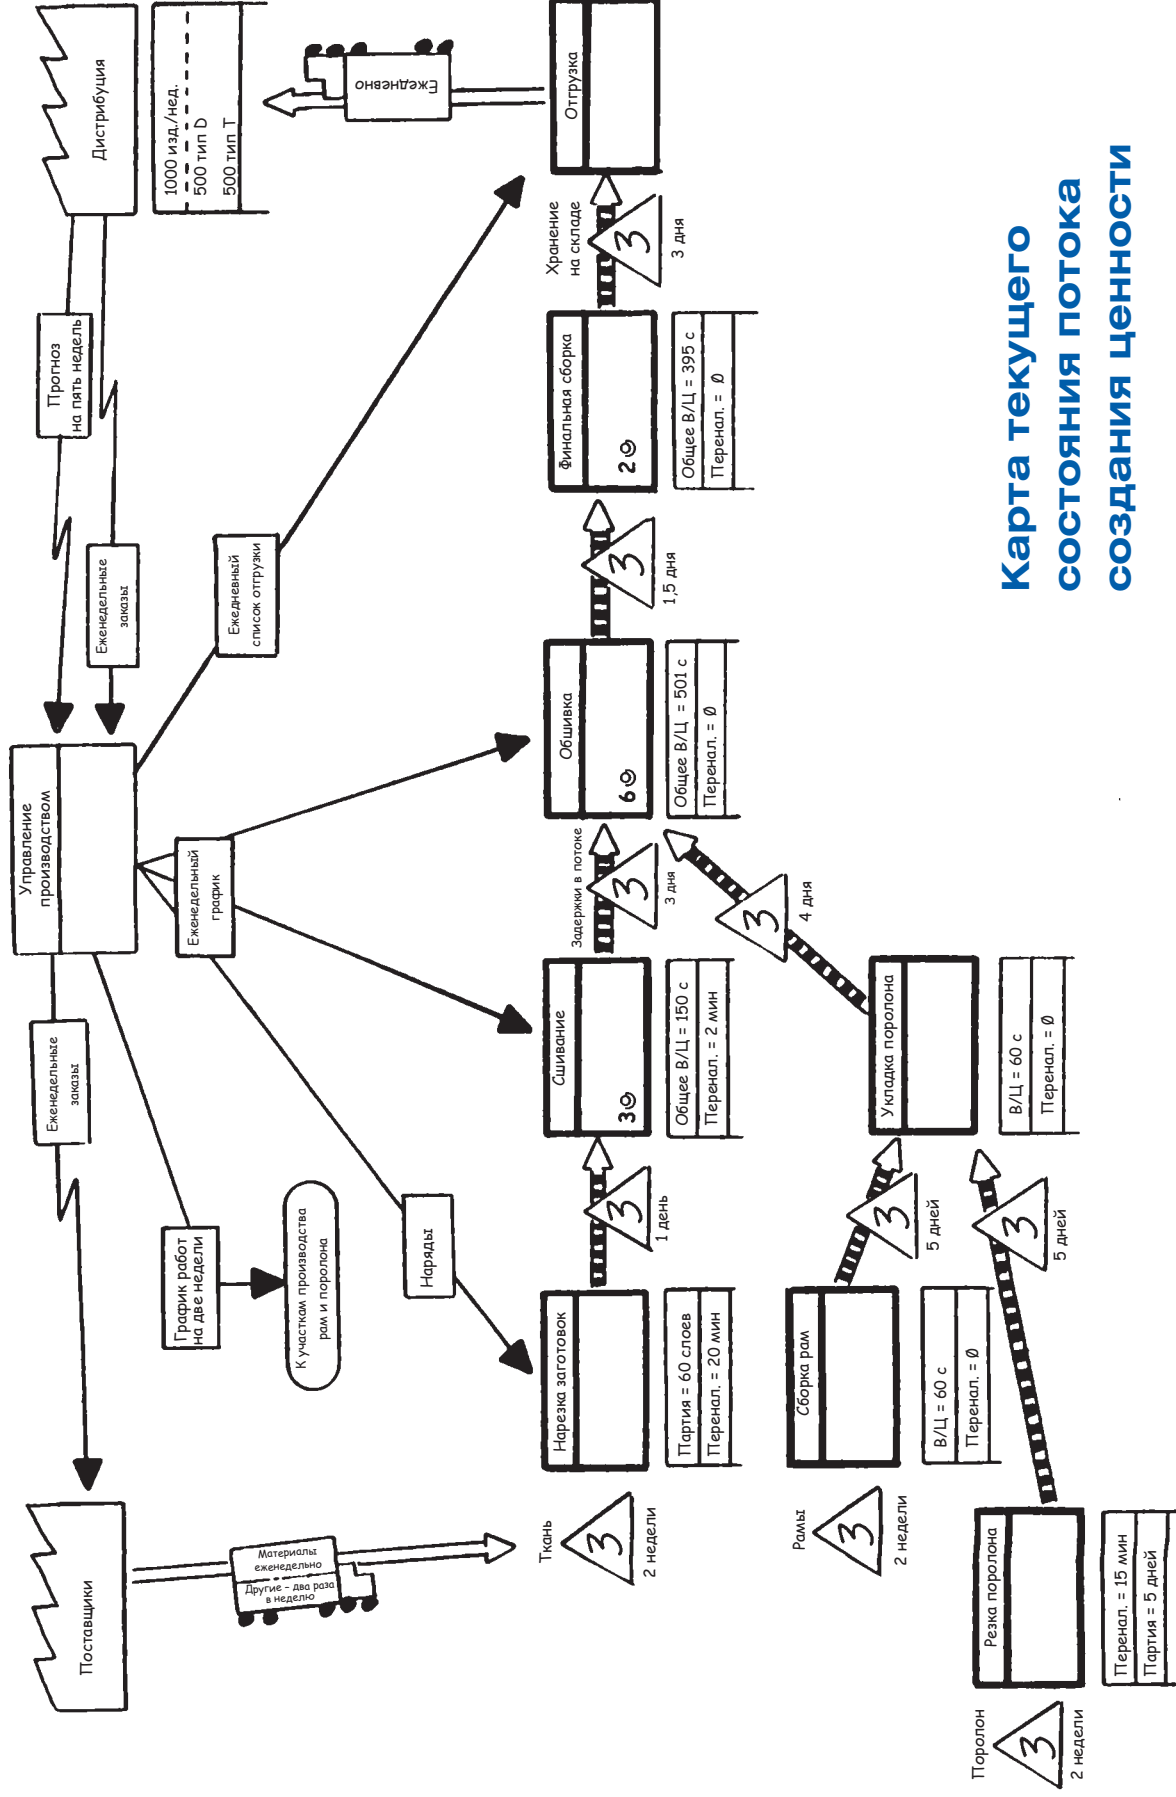 Поставщики
Материалы
еженедельно
Другие – два раза
в неделю
Еженедельные
заказы
Управление
производством
Прогноз
на пять недель
Еженедельные
заказы
Дистрибуция
1000 изд./нед.
500 тип D
500 тип T
Ежедневно
График работ
на две недели
К участкам производства
рам и поролона
Еженедельный
график
Наряды
Ежедневный
список отгрузки
Ткань
З
2 недели
Нарезка заготовок
Партия = 60 слоев
Перенал. = 20 мин
З
1 день
Сшивание
3
Общее В/Ц = 150 с
Перенал. = 2 мин
Задержки в потоке
З
3 дня
Обшивка
6
Общее В/Ц = 501 с
Перенал. = Ø
З
1,5 дня
Финальная сборка
2
Общее В/Ц = 395 с
Перенал. = Ø
Хранение
на складе
З
3 дня
Отгрузка
Рамы
З
2 недели
Сборка рам
В/Ц = 60 с
Перенал. = Ø
З
5 дней
Укладка поролона
В/Ц = 60 с
Перенал. = Ø
З
4 дня
Поролон
З
2 недели
Резка поролона
Перенал. = 15 мин
Партия = 5 дней
З
5 дней
Карта текущего
состояния потока
создания ценности